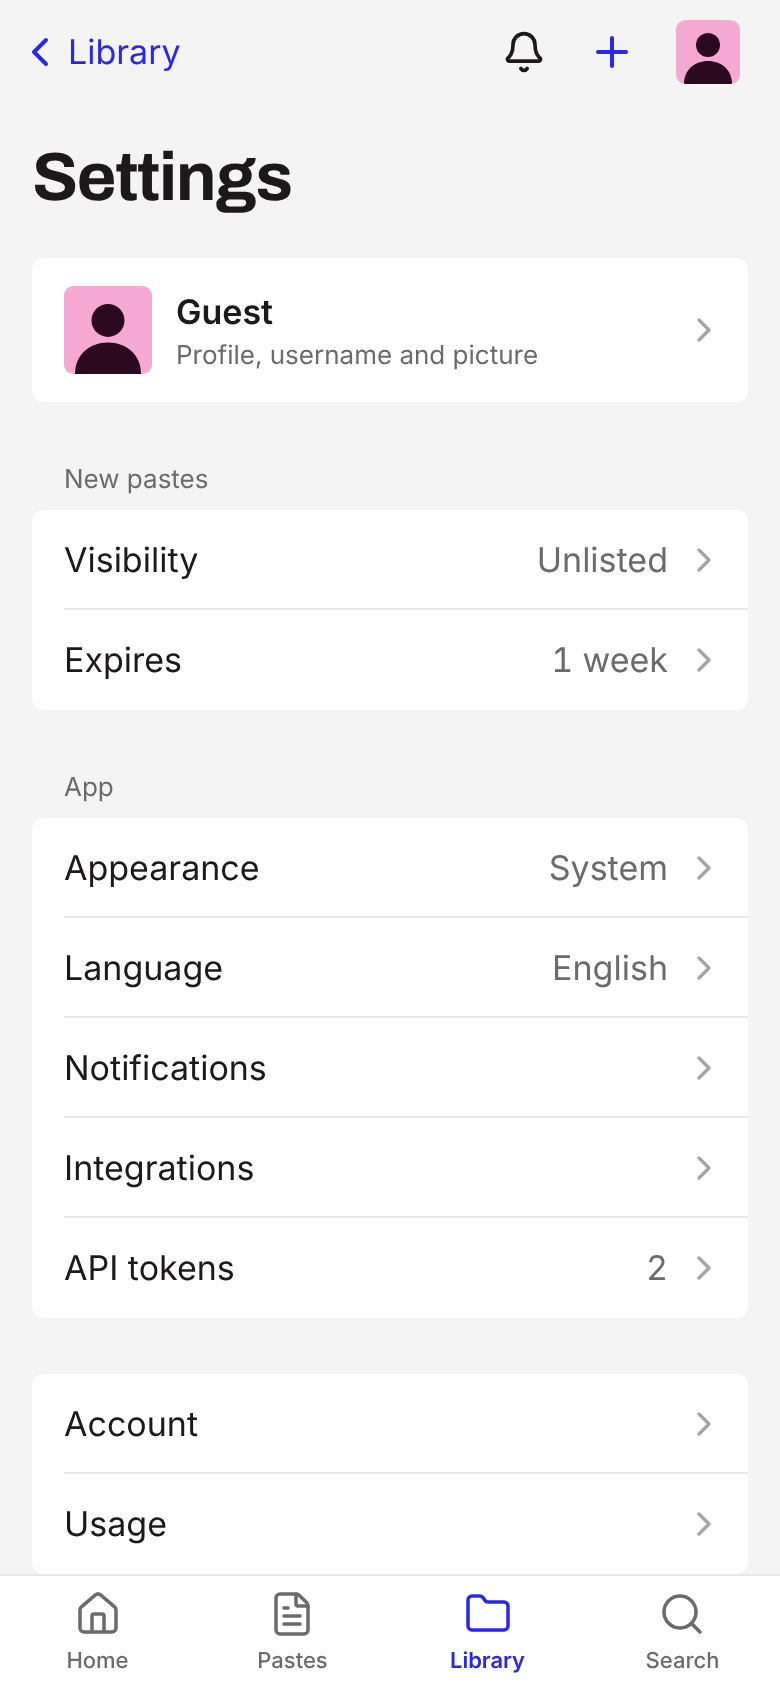 Library
Settings
Guest
Profile, username and picture
New pastes
Visibility Unlisted
Expires 1 week
App
Appearance System
Language English
Notifications
Integrations
API tokens 2
Account
Usage
Home Pastes Library Search